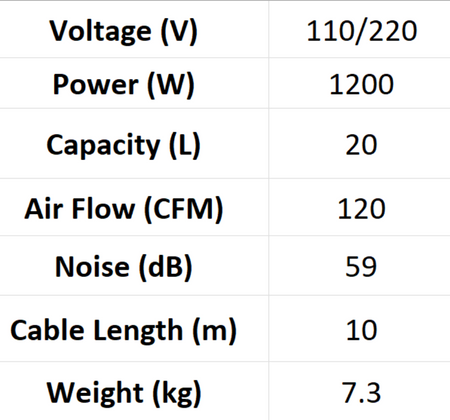 Voltage (V) 110/220
Power (W) 1200
Capacity (L) 20
Air Flow (CFM) 120
Noise (dB) 59
Cable Length (m) 10
Weight (kg) 7.3